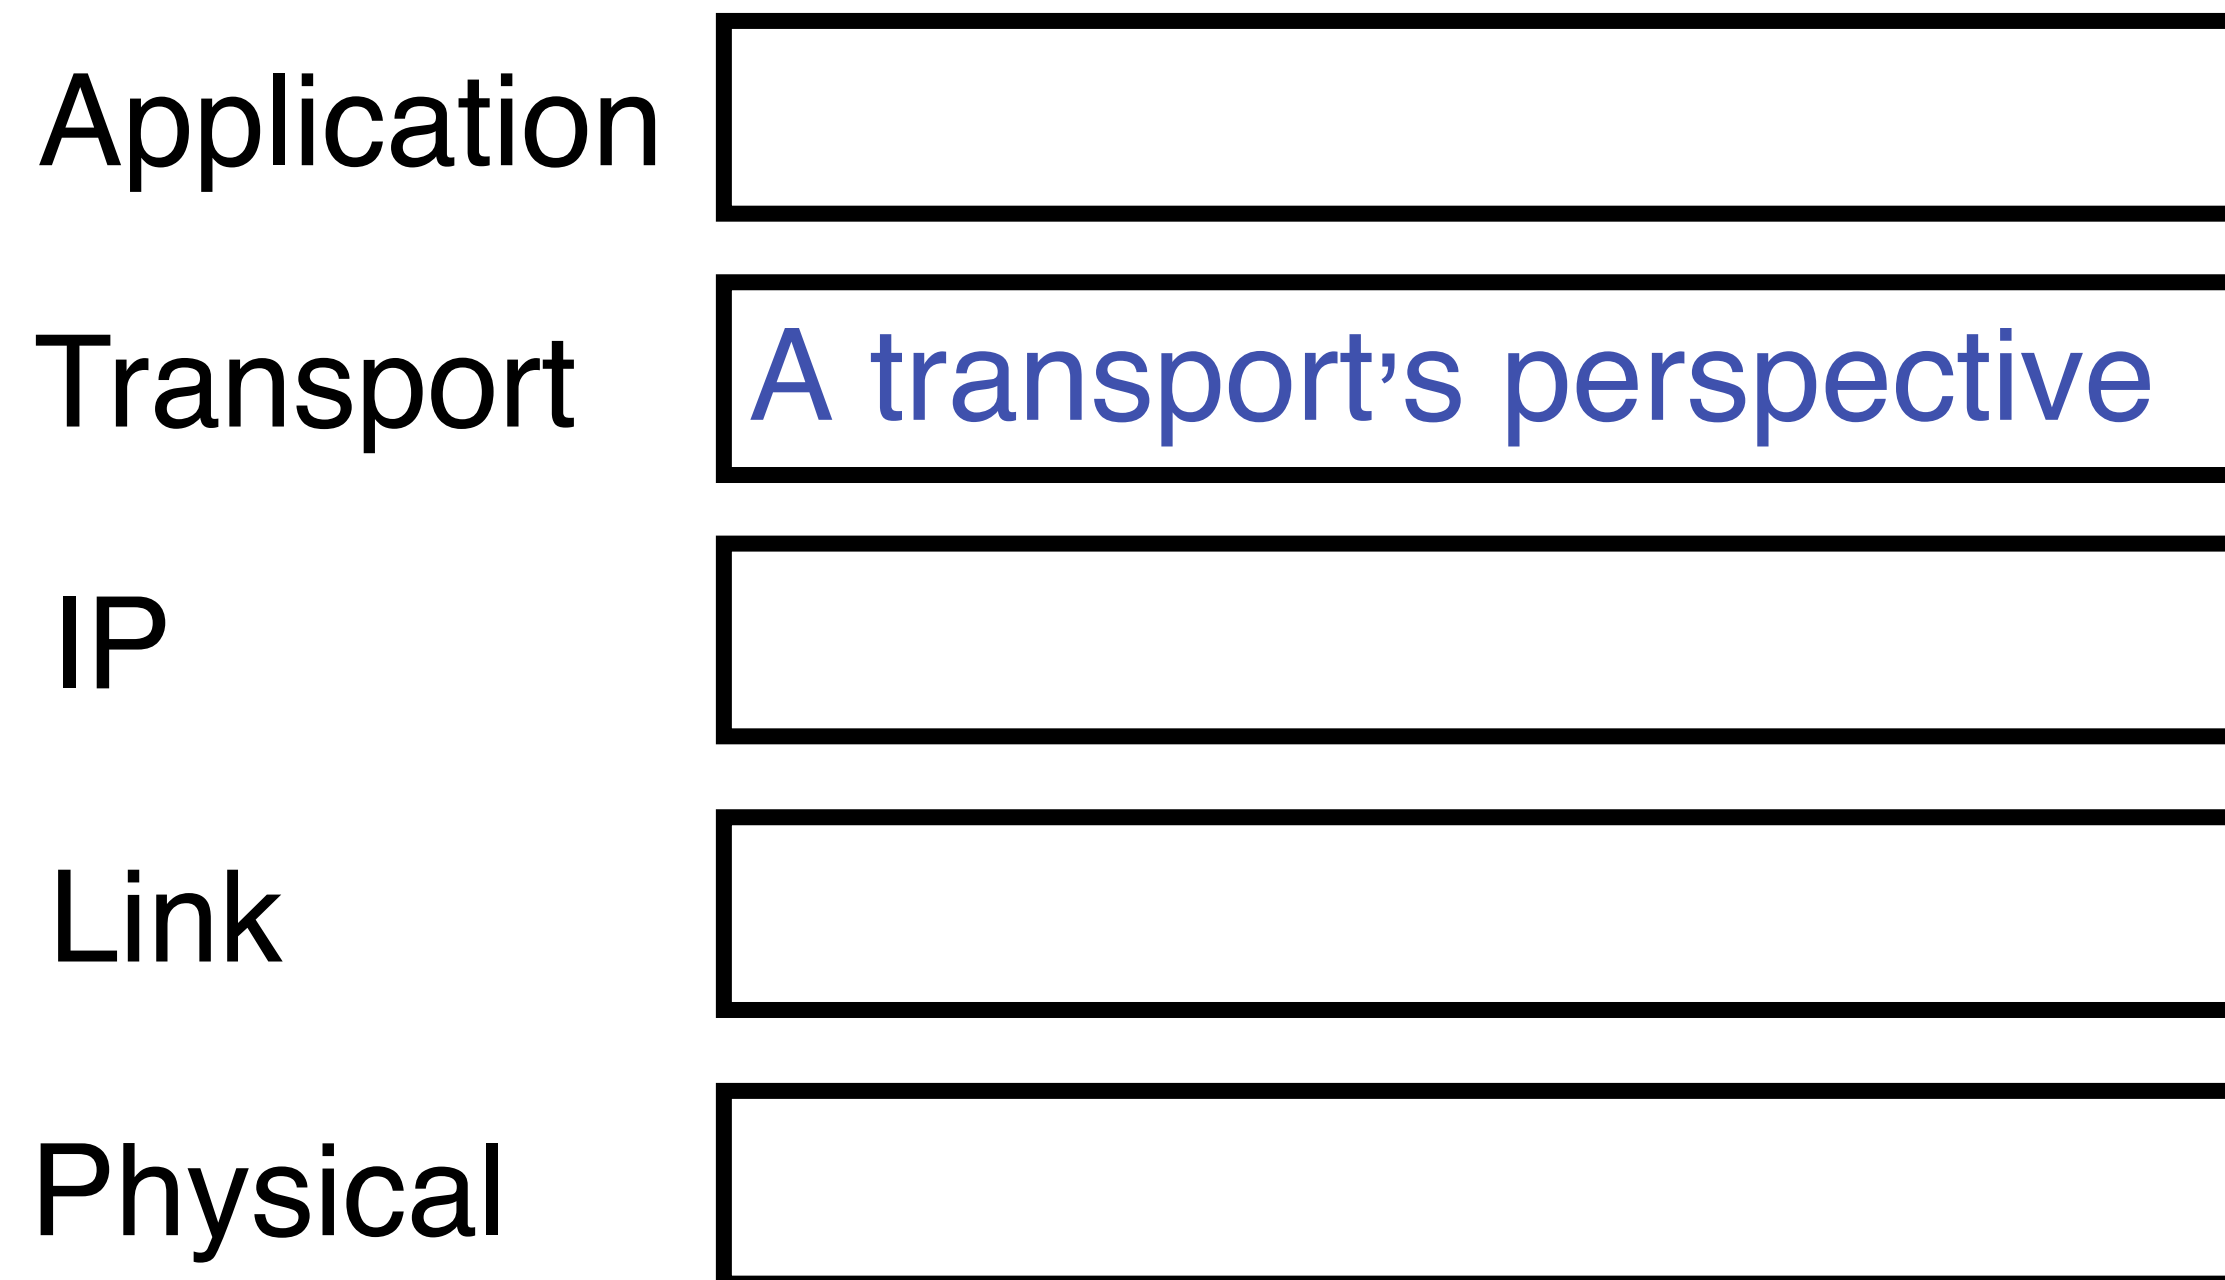 Application
Transport
A transport's perspective
IP
Link
Physical